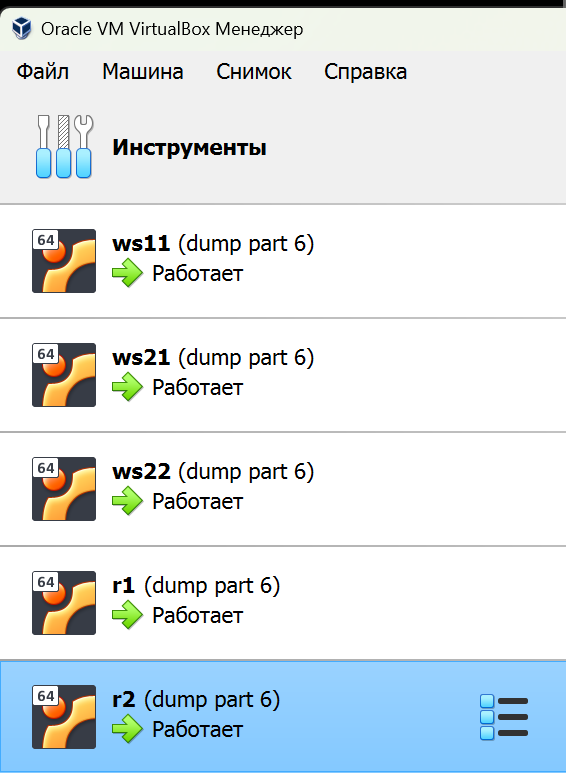 Oracle VM VirtualBox Менеджер
Файл Машина Снимок Справка
Инструменты
64
ws11 (dump part 6)
Работает
64
ws21 (dump part 6)
Работает
64
ws22 (dump part 6)
Работает
64
r1 (dump part 6)
Работает
64
r2 (dump part 6)
Работает